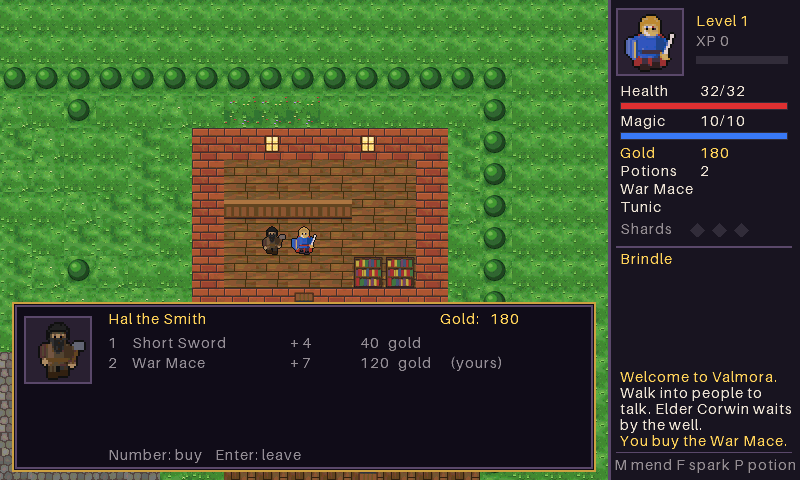 Level 1
XP 0
Health 32/32
Magic 10/10
Gold 180
Potions 2
War Mace
Tunic
Shards
Brindle
Hal the Smith Gold: 180
1 Short Sword +4 40 gold
2 War Mace +7 120 gold (yours)
Number: buy Enter: leave
Welcome to Valmora.
Walk into people to
talk. Elder Corwin waits
by the well.
You buy the War Mace.
M mend F spark P potion